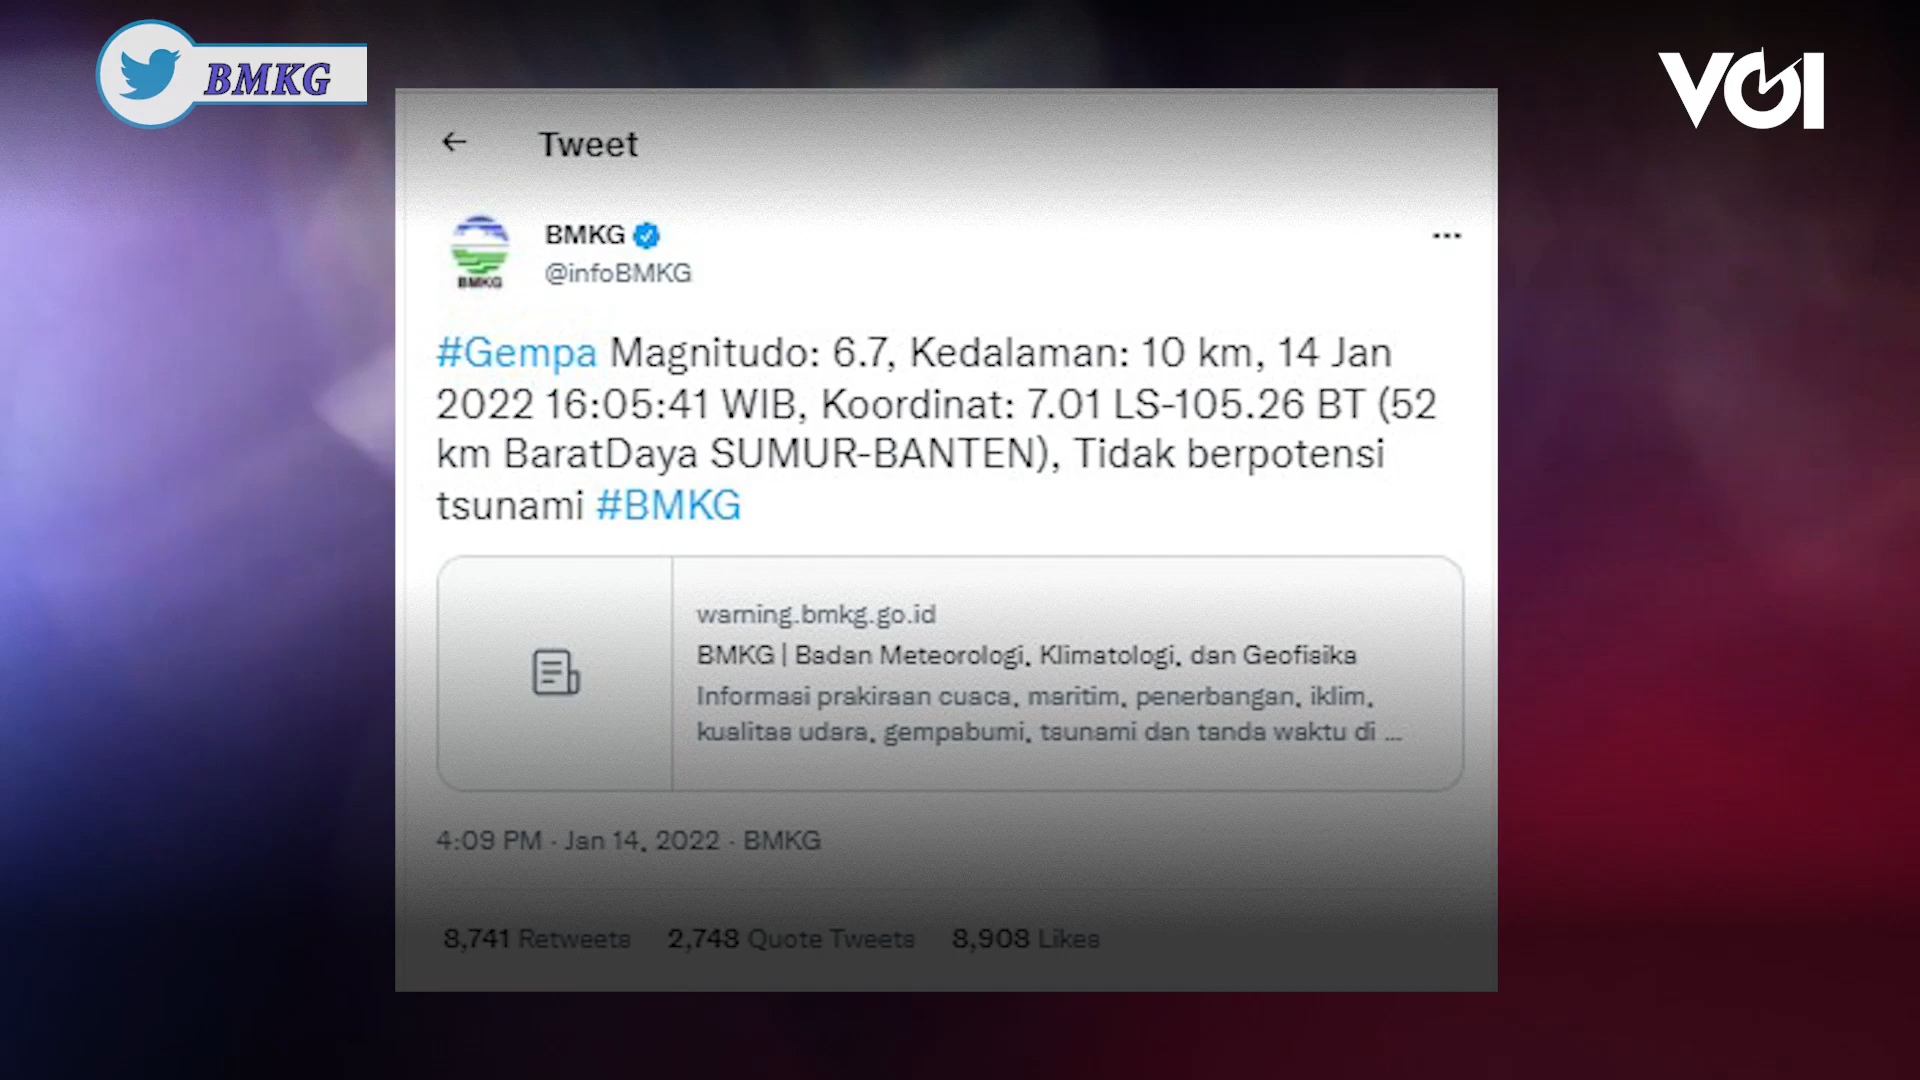 BMKG
VOI
Tweet
BMKG
@infoBMKG
BMKG
#Gempa Magnitudo: 6.7, Kedalaman: 10 km, 14 Jan
2022 16:05:41 WIB, Koordinat: 7.01 LS-105.26 BT (52
km BaratDaya SUMUR-BANTEN), Tidak berpotensi
tsunami #BMKG
warning.bmkg.go.id
BMKG | Badan Meteorologi, Klimatologi, dan Geofisika
Informasi prakiraan cuaca, maritim, penerbangan, iklim,
kualitas udara, gempabumi, tsunami dan tanda waktu di ...
4:09 PM · Jan 14, 2022 · BMKG
8,741 Retweets 2,748 Quote Tweets 8,908 Likes